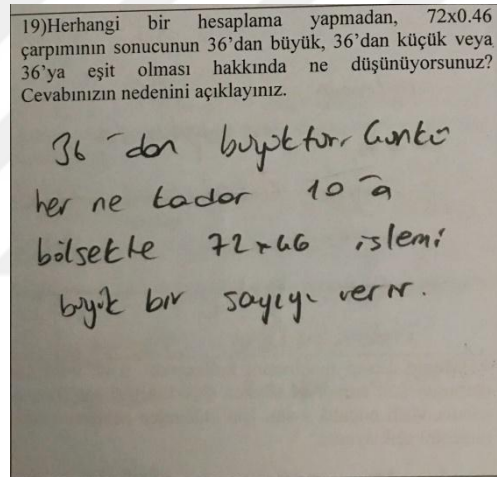 19)Herhangi bir hesaplama yapmadan, 72x0.46
çarpımının sonucunun 36’dan büyük, 36’dan küçük veya
36’ya eşit olması hakkında ne düşünüyorsunuz?
Cevabınızın nedenini açıklayınız.
36 'dan büyüktür, Çünkü
her ne kadar 10'a
bölsekte 72x46 işlemi
büyük bir sayıyı verir.